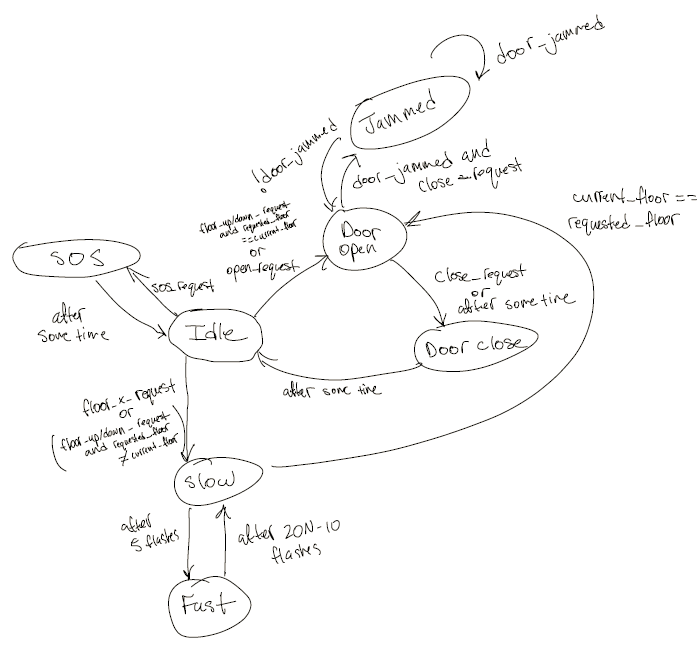 door_jammed
Jammed
!door_jammed
door_jammed and
close_request
current_floor ==
requested_floor
floor_up/down_request
and requested_floor
==current_floor
or
open_request
Door
open
SOS
sos_request
close_request
or
after some time
after
some time
Idle
Door close
after some time
floor_x_request
or
(floor_up/down_request
and requested_floor
≠ current_floor)
slow
after
5 flashes
after 20N-10
flashes
Fast